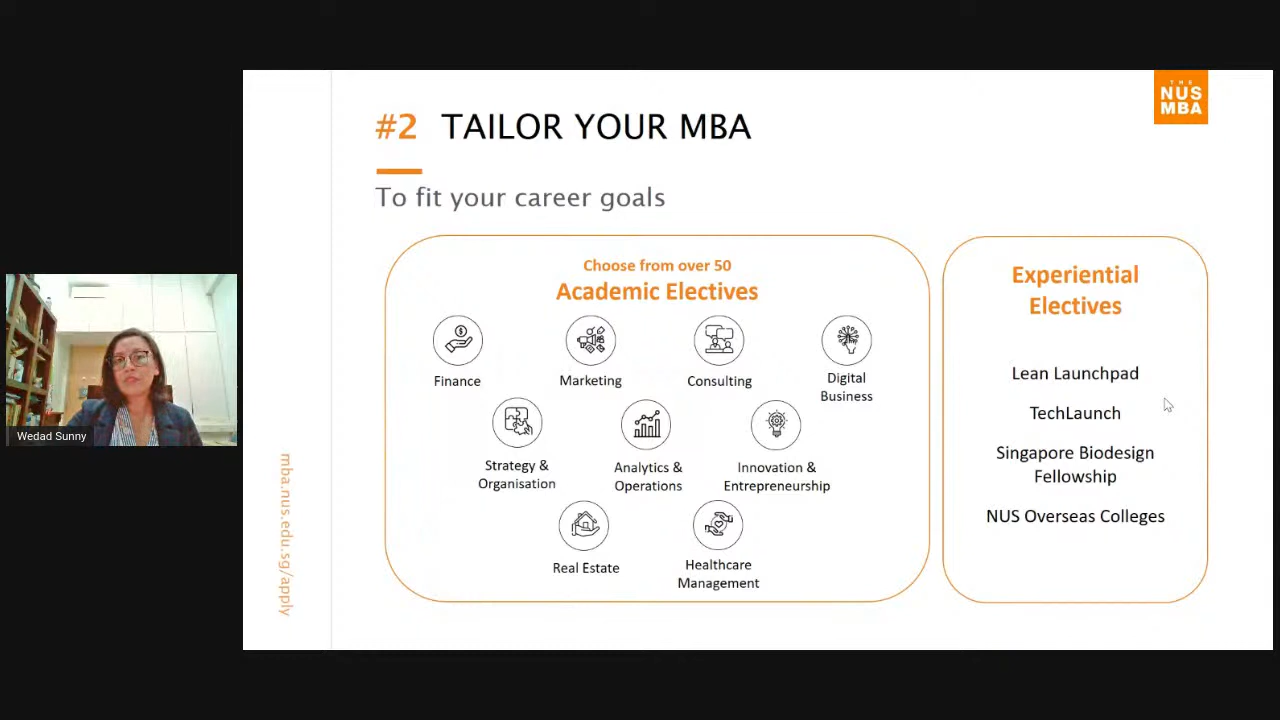 THE
NUS
MBA
#2 TAILOR YOUR MBA
To fit your career goals
Choose from over 50
Academic Electives
Finance
Marketing
Consulting
Digital
Business
Strategy &
Organisation
Analytics &
Operations
Innovation &
Entrepreneurship
Real Estate
Healthcare
Management
Experiential
Electives
Lean Launchpad
TechLaunch
Singapore Biodesign
Fellowship
NUS Overseas Colleges
mba.nus.edu.sg/apply
Wedad Sunny